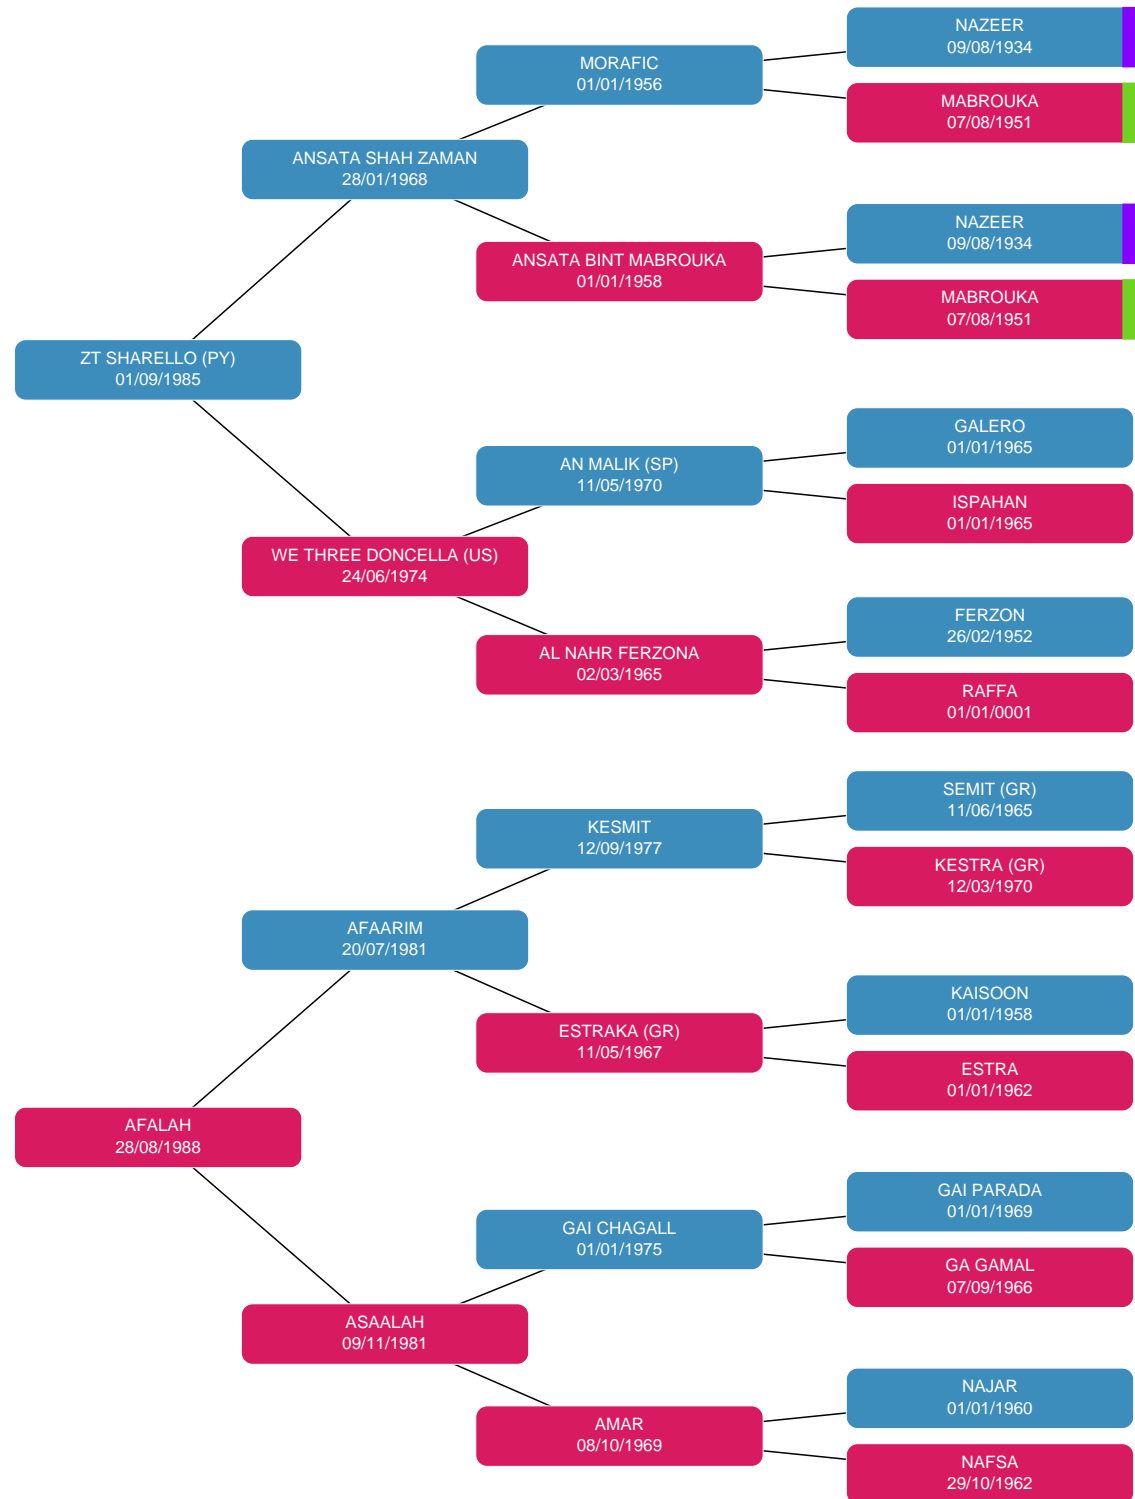 NAZEER
09/08/1934
MORAFIC
01/01/1956
MABROUKA
07/08/1951
ANSATA SHAH ZAMAN
28/01/1968
NAZEER
09/08/1934
ANSATA BINT MABROUKA
01/01/1958
MABROUKA
07/08/1951
ZT SHARELLO (PY)
01/09/1985
GALERO
01/01/1965
AN MALIK (SP)
11/05/1970
ISPAHAN
01/01/1965
WE THREE DONCELLA (US)
24/06/1974
FERZON
26/02/1952
AL NAHR FERZONA
02/03/1965
RAFFA
01/01/0001
SEMIT (GR)
11/06/1965
KESMIT
12/09/1977
KESTRA (GR)
12/03/1970
AFAARIM
20/07/1981
KAISOON
01/01/1958
ESTRAKA (GR)
11/05/1967
ESTRA
01/01/1962
AFALAH
28/08/1988
GAI PARADA
01/01/1969
GAI CHAGALL
01/01/1975
GA GAMAL
07/09/1966
ASAALAH
09/11/1981
NAJAR
01/01/1960
AMAR
08/10/1969
NAFSA
29/10/1962